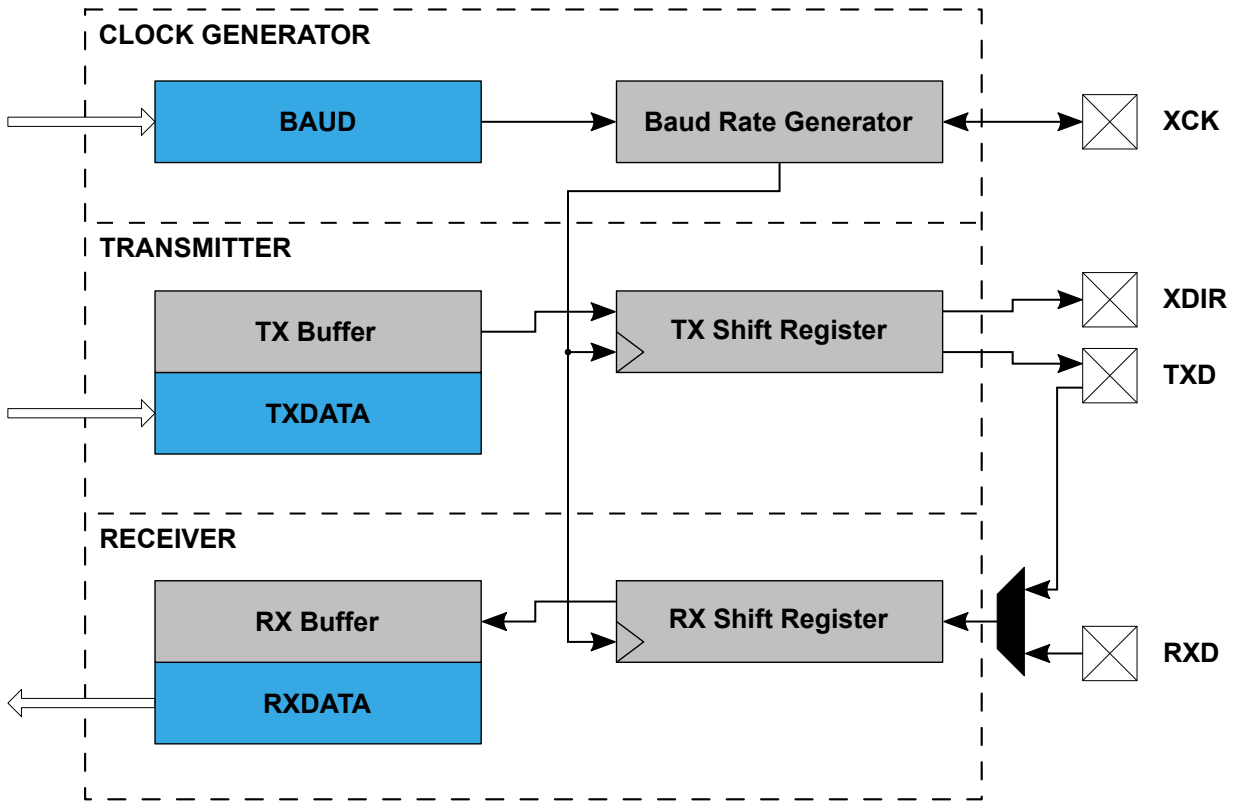 CLOCK GENERATOR
BAUD
Baud Rate Generator
XCK
TRANSMITTER
TX Buffer
TX Shift Register
XDIR
TXD
TXDATA
RECEIVER
RX Buffer
RX Shift Register
RXD
RXDATA